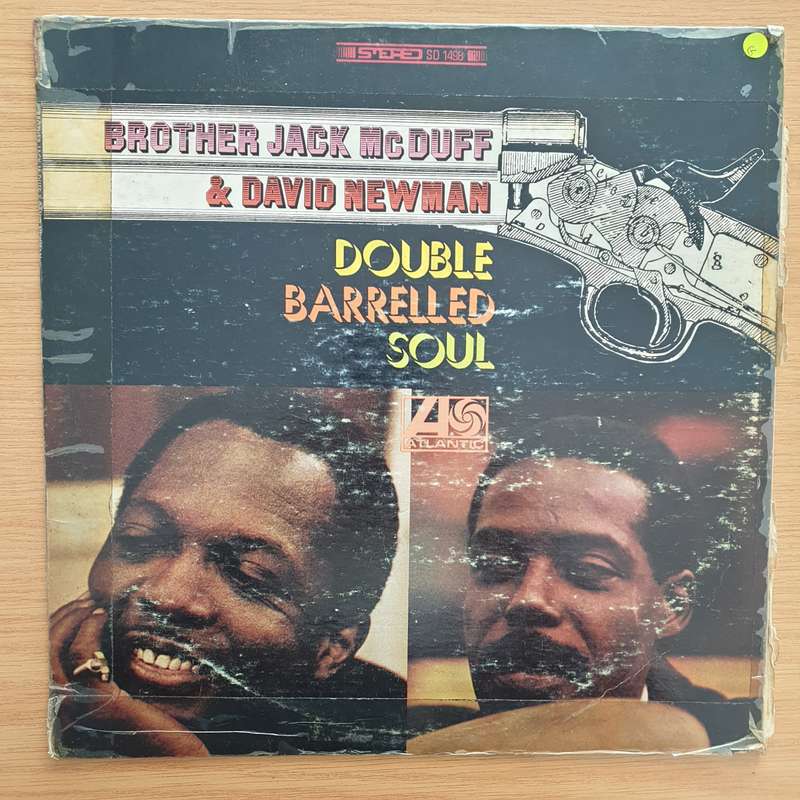 STEREO SD 1498
BROTHER JACK McDUFF
& DAVID NEWMAN
DOUBLE
BARRELLED
SOUL
ATLANTIC